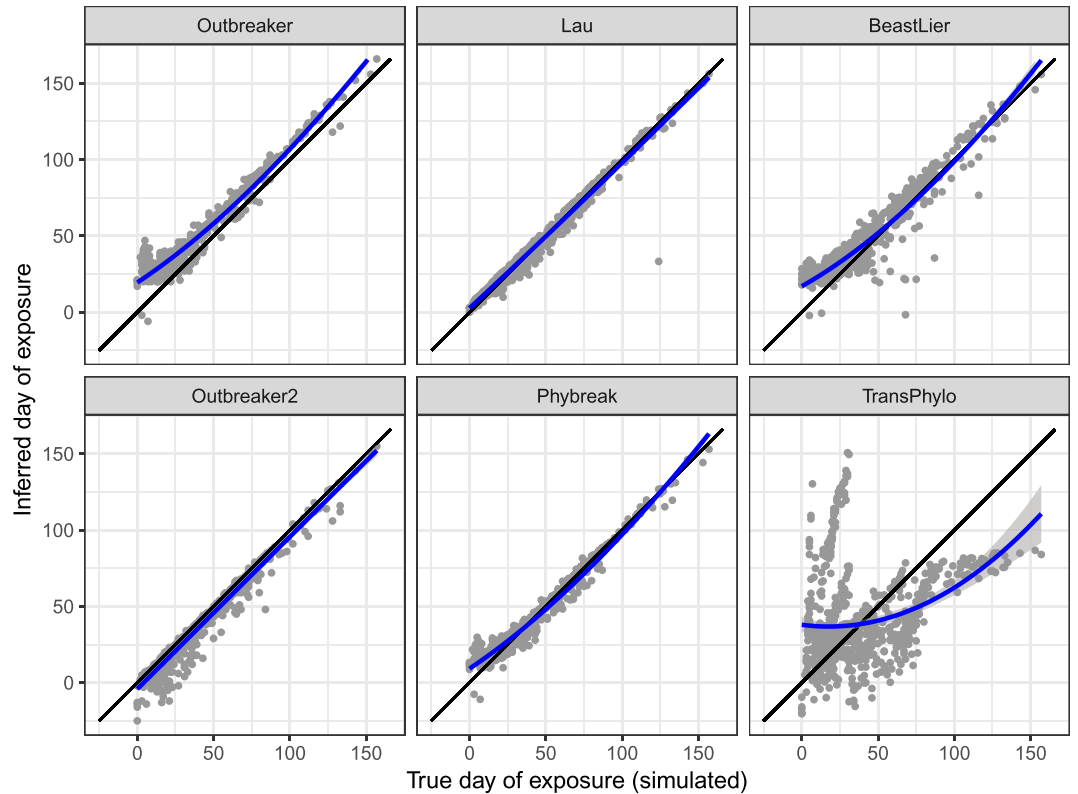 Outbreaker Lau BeastLier
150
100
50
0
Outbreaker2 Phybreak TransPhylo
150
100
50
0
0 50 100 150 0 50 100 150 0 50 100 150
True day of exposure (simulated)
Inferred day of exposure